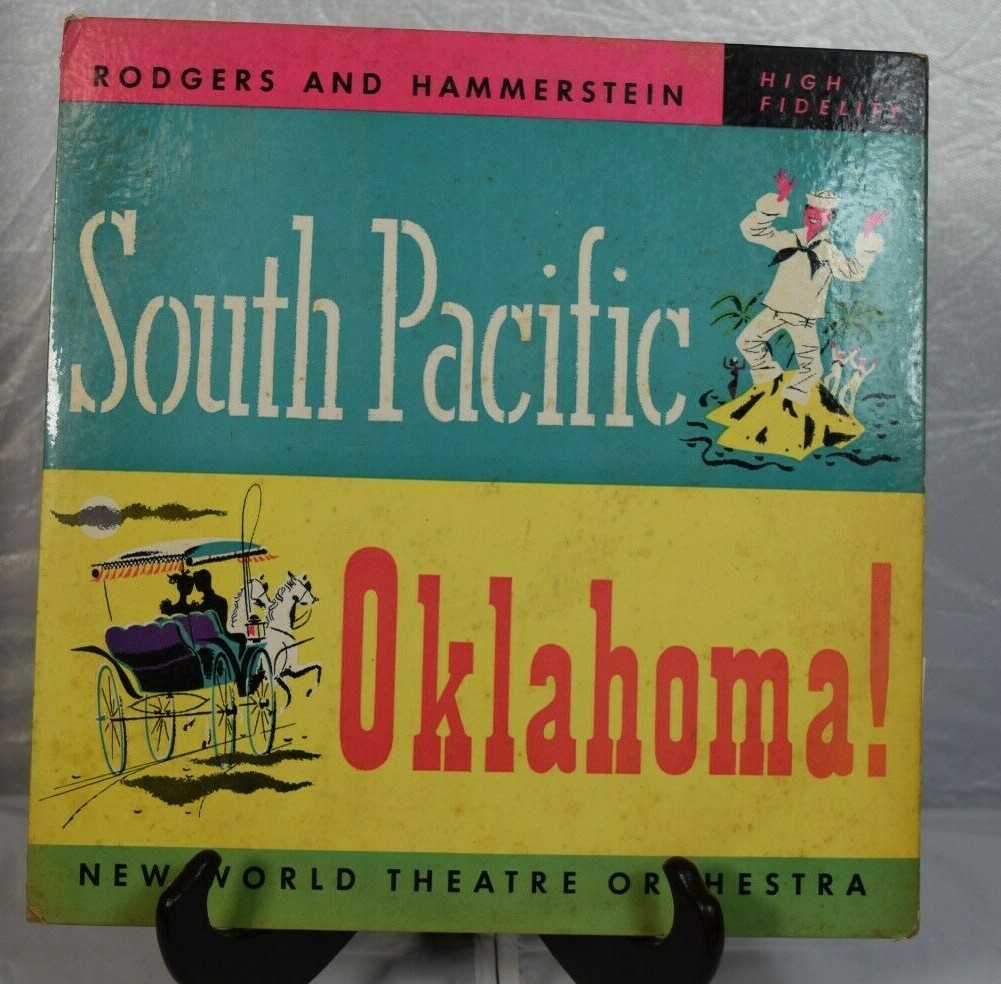 RODGERS AND HAMMERSTEIN
HIGH
FIDELITY
South Pacific
Oklahoma!
NEW WORLD THEATRE ORCHESTRA